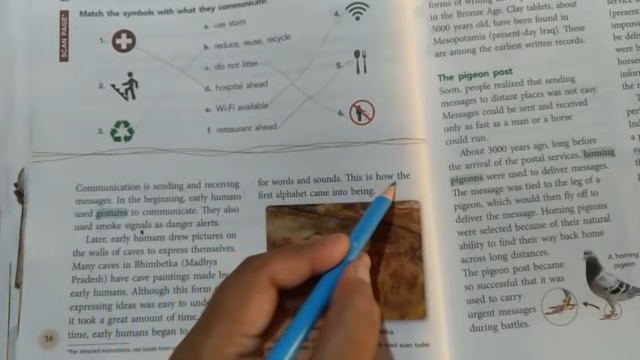 SCAN PAGE
Match the symbols with what they communicate.
1.
2.
3.
a. use stairs
b. reduce, reuse, recycle
c. do not litter
d. hospital ahead
e. Wi-Fi available
f. restaurant ahead
4.
5.
6.
Communication is sending and receiving
messages. In the beginning, early humans
used gestures to communicate. They also
used smoke signals as danger alerts.
Later, early humans drew pictures on
the walls of caves to express themselves.
Many caves in Bhimbetka (Madhya
Pradesh) have cave paintings made by
early humans. Although this form
expressing ideas was easy to
it took a great amount of time.
time, early humans began to
36
*For detailed instructions, see inside front
for words and sounds. This is how the
first alphabet came into being.
forms of
in the Bronze Age. Clay tablets, about
5000 years old, have been found in
Mesopotamia (present-day Iraq). These
are among the earliest written records.
The pigeon post
Soon, people realized that sending
messages to distant places was not easy.
Messages could be sent and received
only as fast as a man or a horse
could run.
About 3000 years ago, long before
the arrival of the postal services, homing
pigeons were used to deliver messages.
The message was tied to the leg of a
pigeon, which would then fly off to
deliver the message. Homing pigeons
were selected because of their natural
ability to find their way back home
across long distances.
The pigeon post became
so successful that it was
used to carry
urgent messages
during battles.
A homing
pigeon